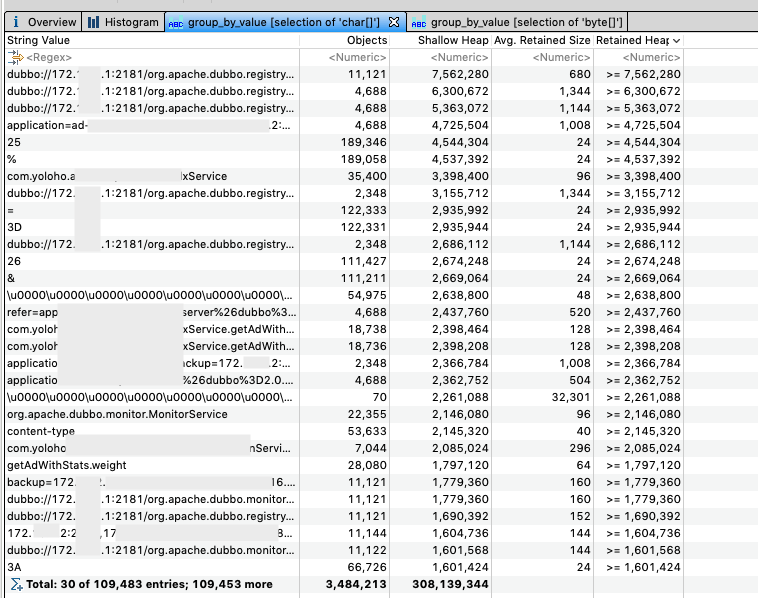 i Overview Histogram ABC group_by_value [selection of 'char[]'] ABC group_by_value [selection of 'byte[]']
String Value Objects Shallow Heap Avg. Retained Size Retained Heap
<Regex> <Numeric> <Numeric> <Numeric> <Numeric>
dubbo://172. .1:2181/org.apache.dubbo.registry... 11,121 7,562,280 680 >= 7,562,280
dubbo://172. .1:2181/org.apache.dubbo.registry... 4,688 6,300,672 1,344 >= 6,300,672
dubbo://172. .1:2181/org.apache.dubbo.registry... 4,688 5,363,072 1,144 >= 5,363,072
application=ad- .2:... 4,688 4,725,504 1,008 >= 4,725,504
25 189,346 4,544,304 24 >= 4,544,304
% 189,058 4,537,392 24 >= 4,537,392
com.yoloho.a lxService 35,400 3,398,400 96 >= 3,398,400
dubbo://172. .1:2181/org.apache.dubbo.registry... 2,348 3,155,712 1,344 >= 3,155,712
= 122,333 2,935,992 24 >= 2,935,992
3D 122,331 2,935,944 24 >= 2,935,944
dubbo://172. .1:2181/org.apache.dubbo.registry... 2,348 2,686,112 1,144 >= 2,686,112
26 111,427 2,674,248 24 >= 2,674,248
& 111,211 2,669,064 24 >= 2,669,064
\u0000\u0000\u0000\u0000\u0000\u0000\u0000\... 54,975 2,638,800 48 >= 2,638,800
refer=app server%26dubbo%3... 4,688 2,437,760 520 >= 2,437,760
com.yoloh xService.getAdWith... 18,738 2,398,464 128 >= 2,398,464
com.yoloh xService.getAdWith... 18,736 2,398,208 128 >= 2,398,208
applicatio ckup=172. .2:... 2,348 2,366,784 1,008 >= 2,366,784
applicatio %26dubbo%3D2.0.... 4,688 2,362,752 504 >= 2,362,752
\u0000\u0000\u0000\u0000\u0000\u0000\u0000\... 70 2,261,088 32,301 >= 2,261,088
org.apache.dubbo.monitor.MonitorService 22,355 2,146,080 96 >= 2,146,080
content-type 53,633 2,145,320 40 >= 2,145,320
com.yoloho nServi... 7,044 2,085,024 296 >= 2,085,024
getAdWithStats.weight 28,080 1,797,120 64 >= 1,797,120
backup=172. 16.... 11,121 1,779,360 160 >= 1,779,360
dubbo://172. .1:2181/org.apache.dubbo.monitor... 11,121 1,779,360 160 >= 1,779,360
dubbo://172. .1:2181/org.apache.dubbo.registry... 11,121 1,690,392 152 >= 1,690,392
172. 2:2 ,17 8... 11,144 1,604,736 144 >= 1,604,736
dubbo://172. .1:2181/org.apache.dubbo.monitor... 11,122 1,601,568 144 >= 1,601,568
3A 66,726 1,601,424 24 >= 1,601,424
Total: 30 of 109,483 entries; 109,453 more 3,484,213 308,139,344